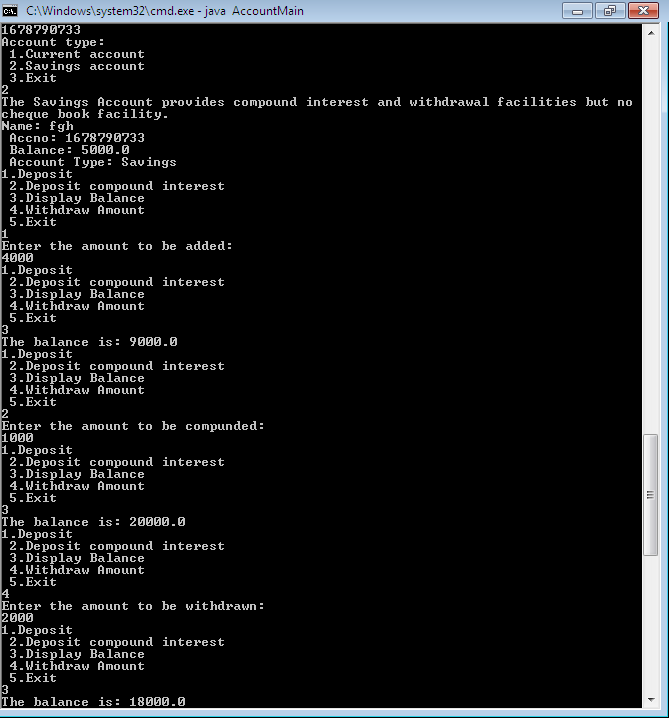 C:\Windows\system32\cmd.exe - java AccountMain
1678790733
Account type:
1.Current account
2.Savings account
3.Exit
2
The Savings Account provides compound interest and withdrawal facilities but no
cheque book facility.
Name: fgh
Accno: 1678790733
Balance: 5000.0
Account Type: Savings
1.Deposit
2.Deposit compound interest
3.Display Balance
4.Withdraw Amount
5.Exit
1
Enter the amount to be added:
4000
1.Deposit
2.Deposit compound interest
3.Display Balance
4.Withdraw Amount
5.Exit
3
The balance is: 9000.0
1.Deposit
2.Deposit compound interest
3.Display Balance
4.Withdraw Amount
5.Exit
2
Enter the amount to be compunded:
1000
1.Deposit
2.Deposit compound interest
3.Display Balance
4.Withdraw Amount
5.Exit
3
The balance is: 20000.0
1.Deposit
2.Deposit compound interest
3.Display Balance
4.Withdraw Amount
5.Exit
4
Enter the amount to be withdrawn:
2000
1.Deposit
2.Deposit compound interest
3.Display Balance
4.Withdraw Amount
5.Exit
3
The balance is: 18000.0